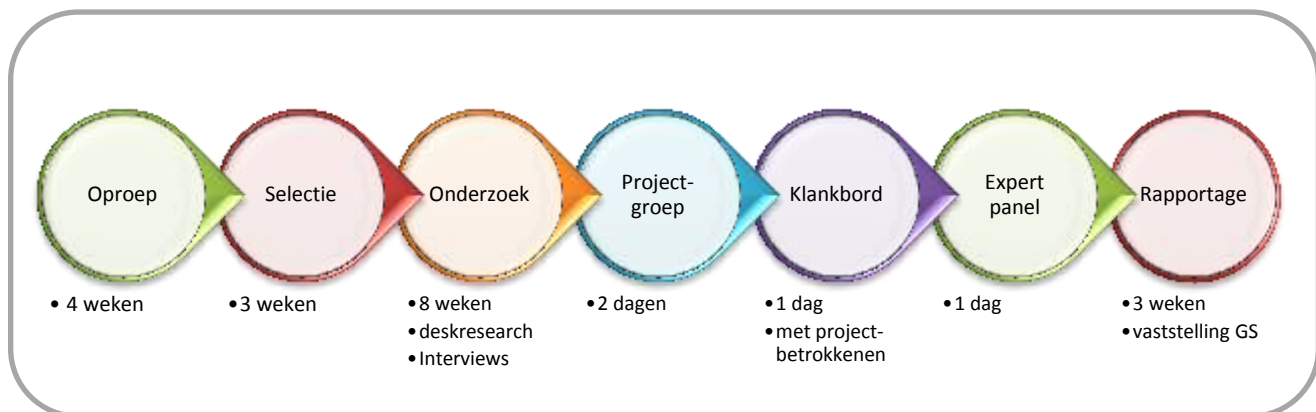 Oproep
• 4 weken
Selectie
• 3 weken
Onderzoek
• 8 weken
• deskresearch
• Interviews
Project-
groep
• 2 dagen
Klankbord
• 1 dag
• met project-
betrokkenen
Expert
panel
• 1 dag
Rapportage
• 3 weken
• vaststelling GS